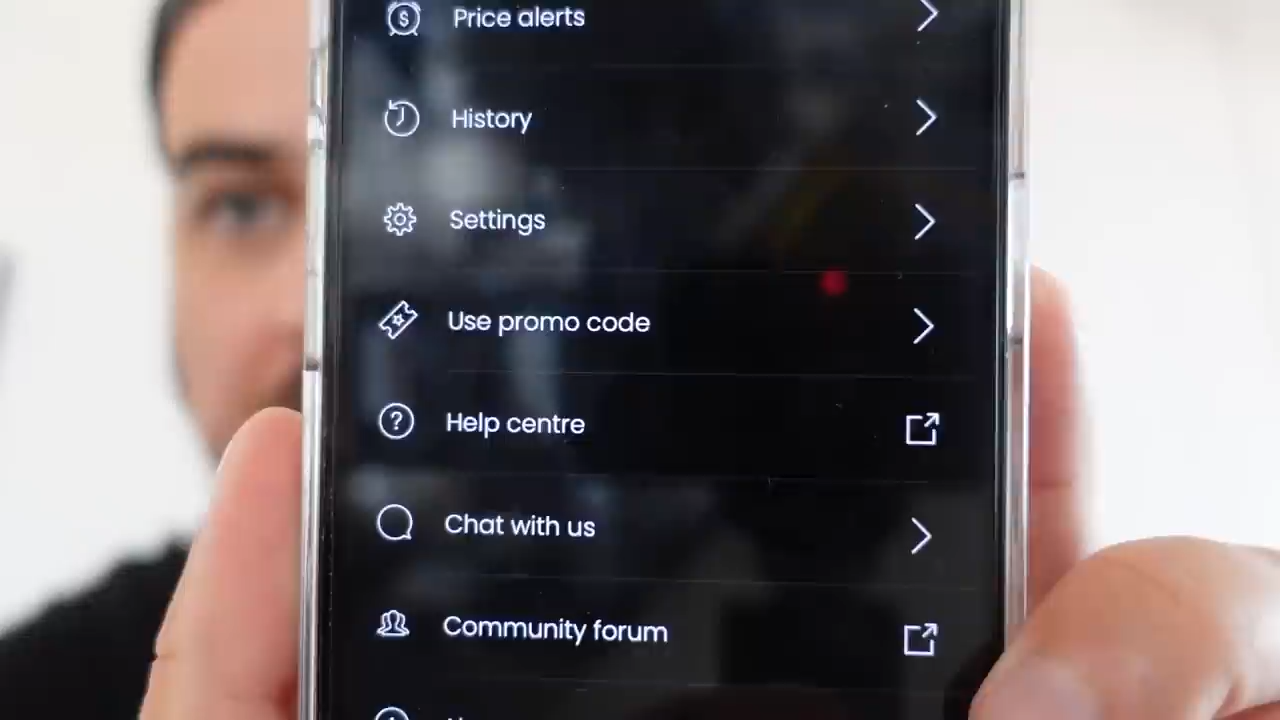 Price alerts
History
Settings
Use promo code
Help centre
Chat with us
Community forum